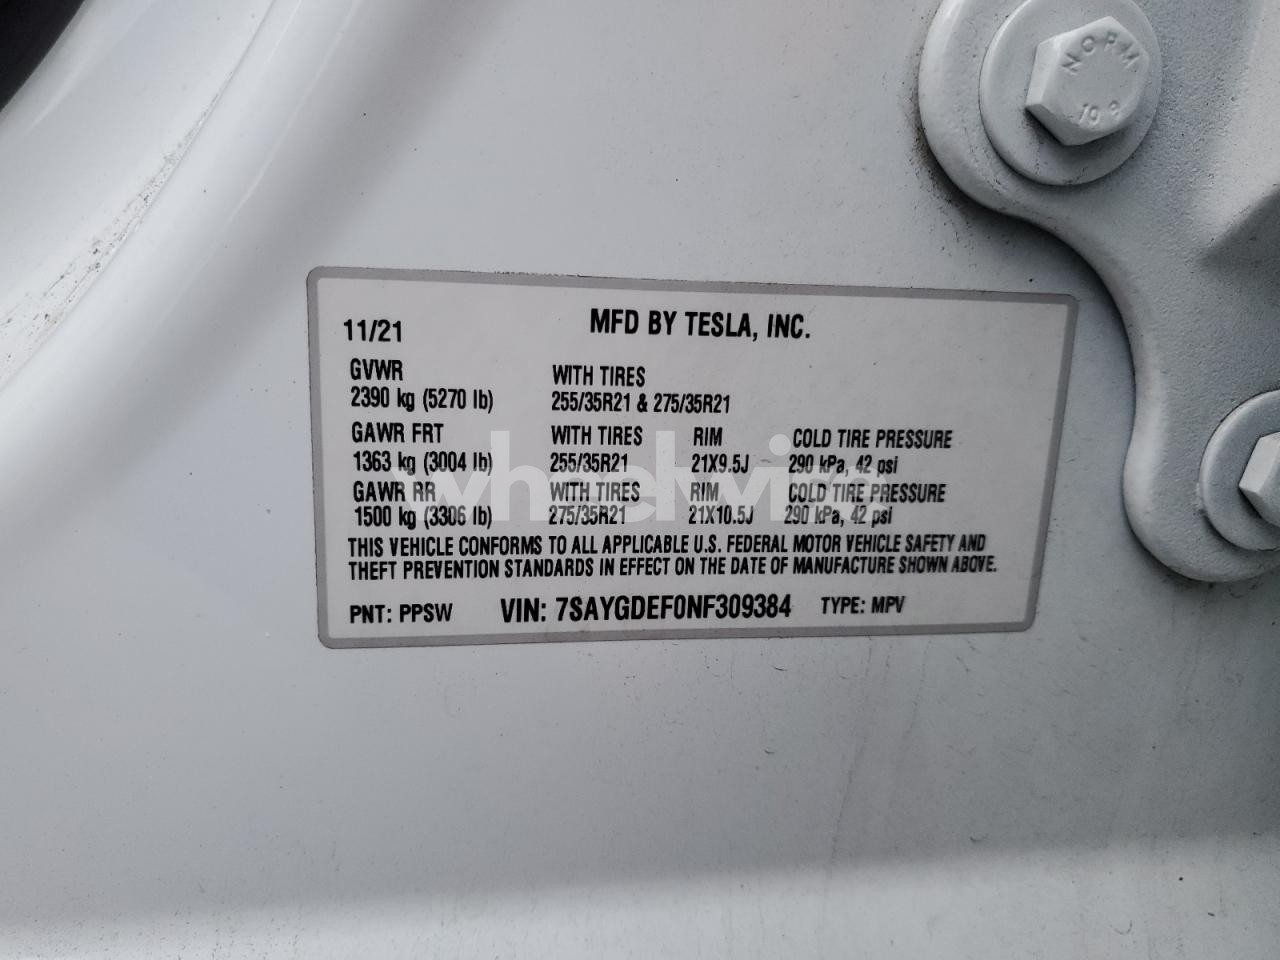 NORM
10.9
11/21 MFD BY TESLA, INC.
GVWR WITH TIRES
2390 kg (5270 lb) 255/35R21 & 275/35R21
GAWR FRT WITH TIRES RIM COLD TIRE PRESSURE
1363 kg (3004 lb) 255/35R21 21X9.5J 290 kPa, 42 psi
GAWR RR WITH TIRES RIM COLD TIRE PRESSURE
1500 kg (3306 lb) 275/35R21 21X10.5J 290 kPa, 42 psi
THIS VEHICLE CONFORMS TO ALL APPLICABLE U.S. FEDERAL MOTOR VEHICLE SAFETY AND
THEFT PREVENTION STANDARDS IN EFFECT ON THE DATE OF MANUFACTURE SHOWN ABOVE.
PNT: PPSW VIN: 7SAYGDEF0NF309384 TYPE: MPV
wheelwire